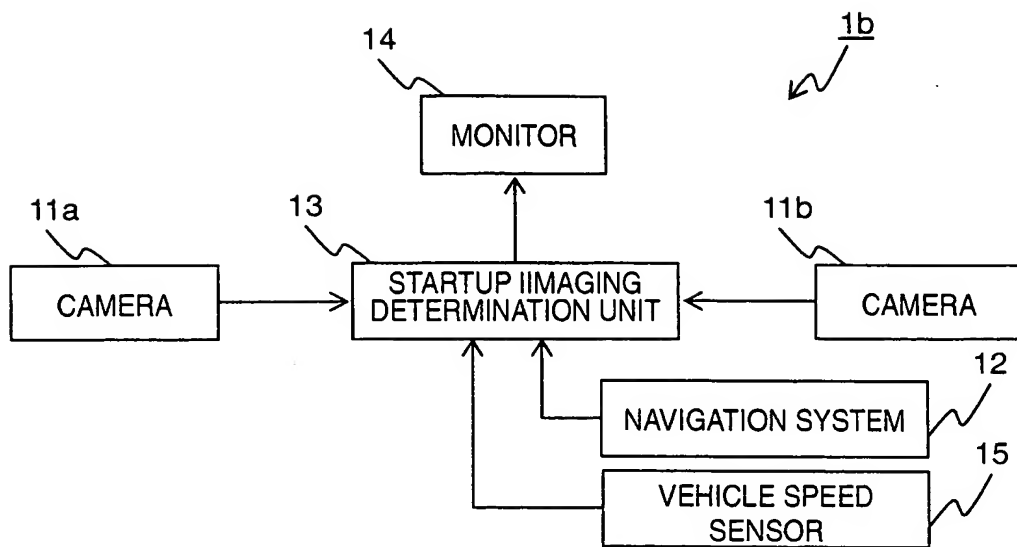 14
1b
MONITOR
11a
13
11b
CAMERA
STARTUP IIMAGING
DETERMINATION UNIT
CAMERA
12
NAVIGATION SYSTEM
15
VEHICLE SPEED
SENSOR